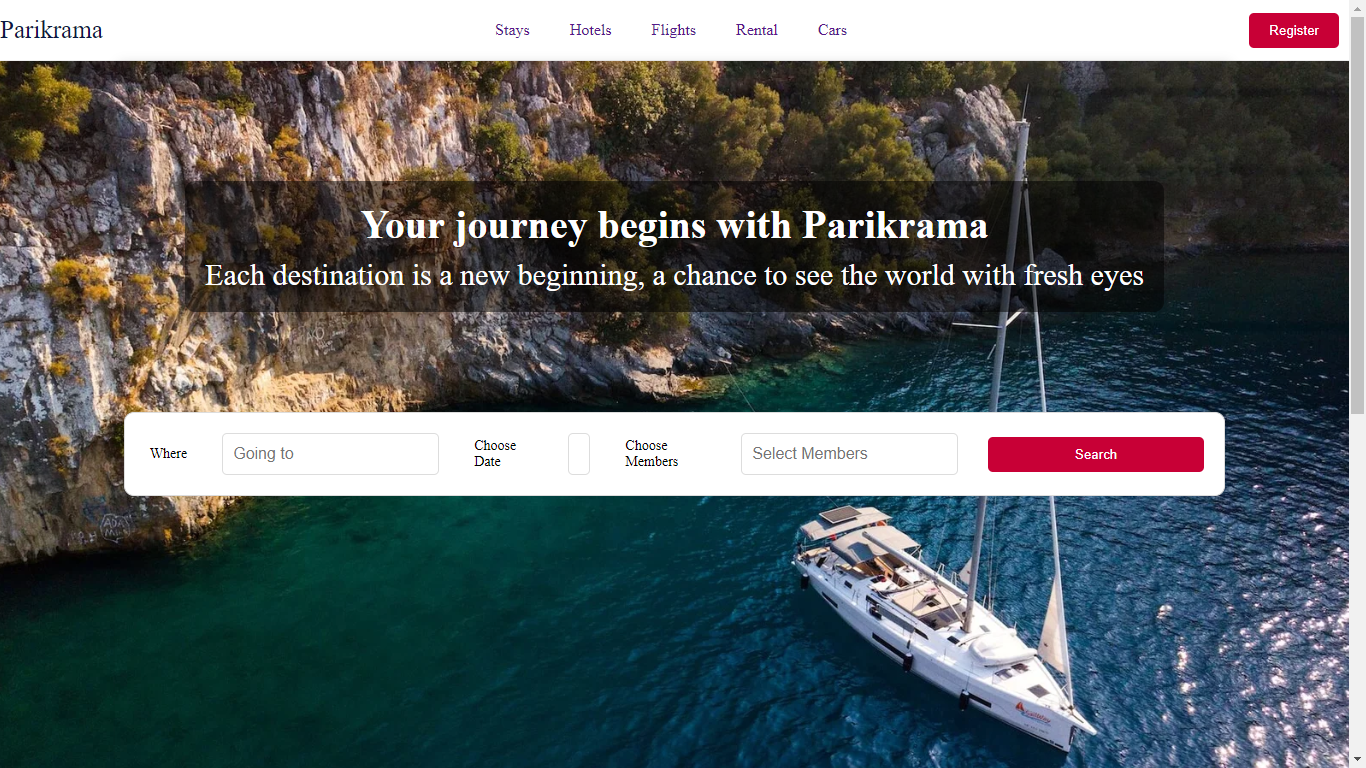 Parikrama
Stays
Hotels
Flights
Rental
Cars
Register
Your journey begins with Parikrama
Each destination is a new beginning, a chance to see the world with fresh eyes
Where
Going to
Choose
Date
Choose
Members
Select Members
Search